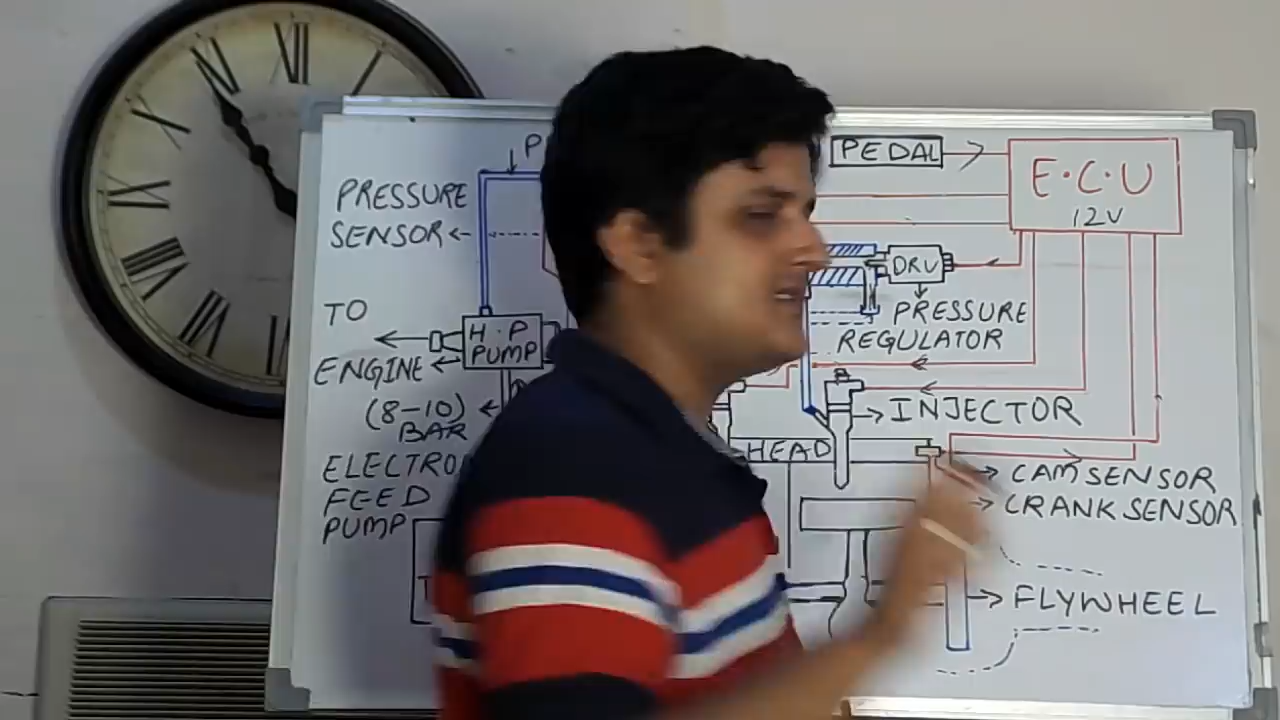 PEDAL
E.C.U
12V
PRESSURE
SENSOR
DRV
PRESSURE
REGULATOR
TO
ENGINE
H.P
PUMP
(8-10)
BAR
INJECTOR
HEAD
CAM SENSOR
CRANK SENSOR
FEED
PUMP
FLYWHEEL